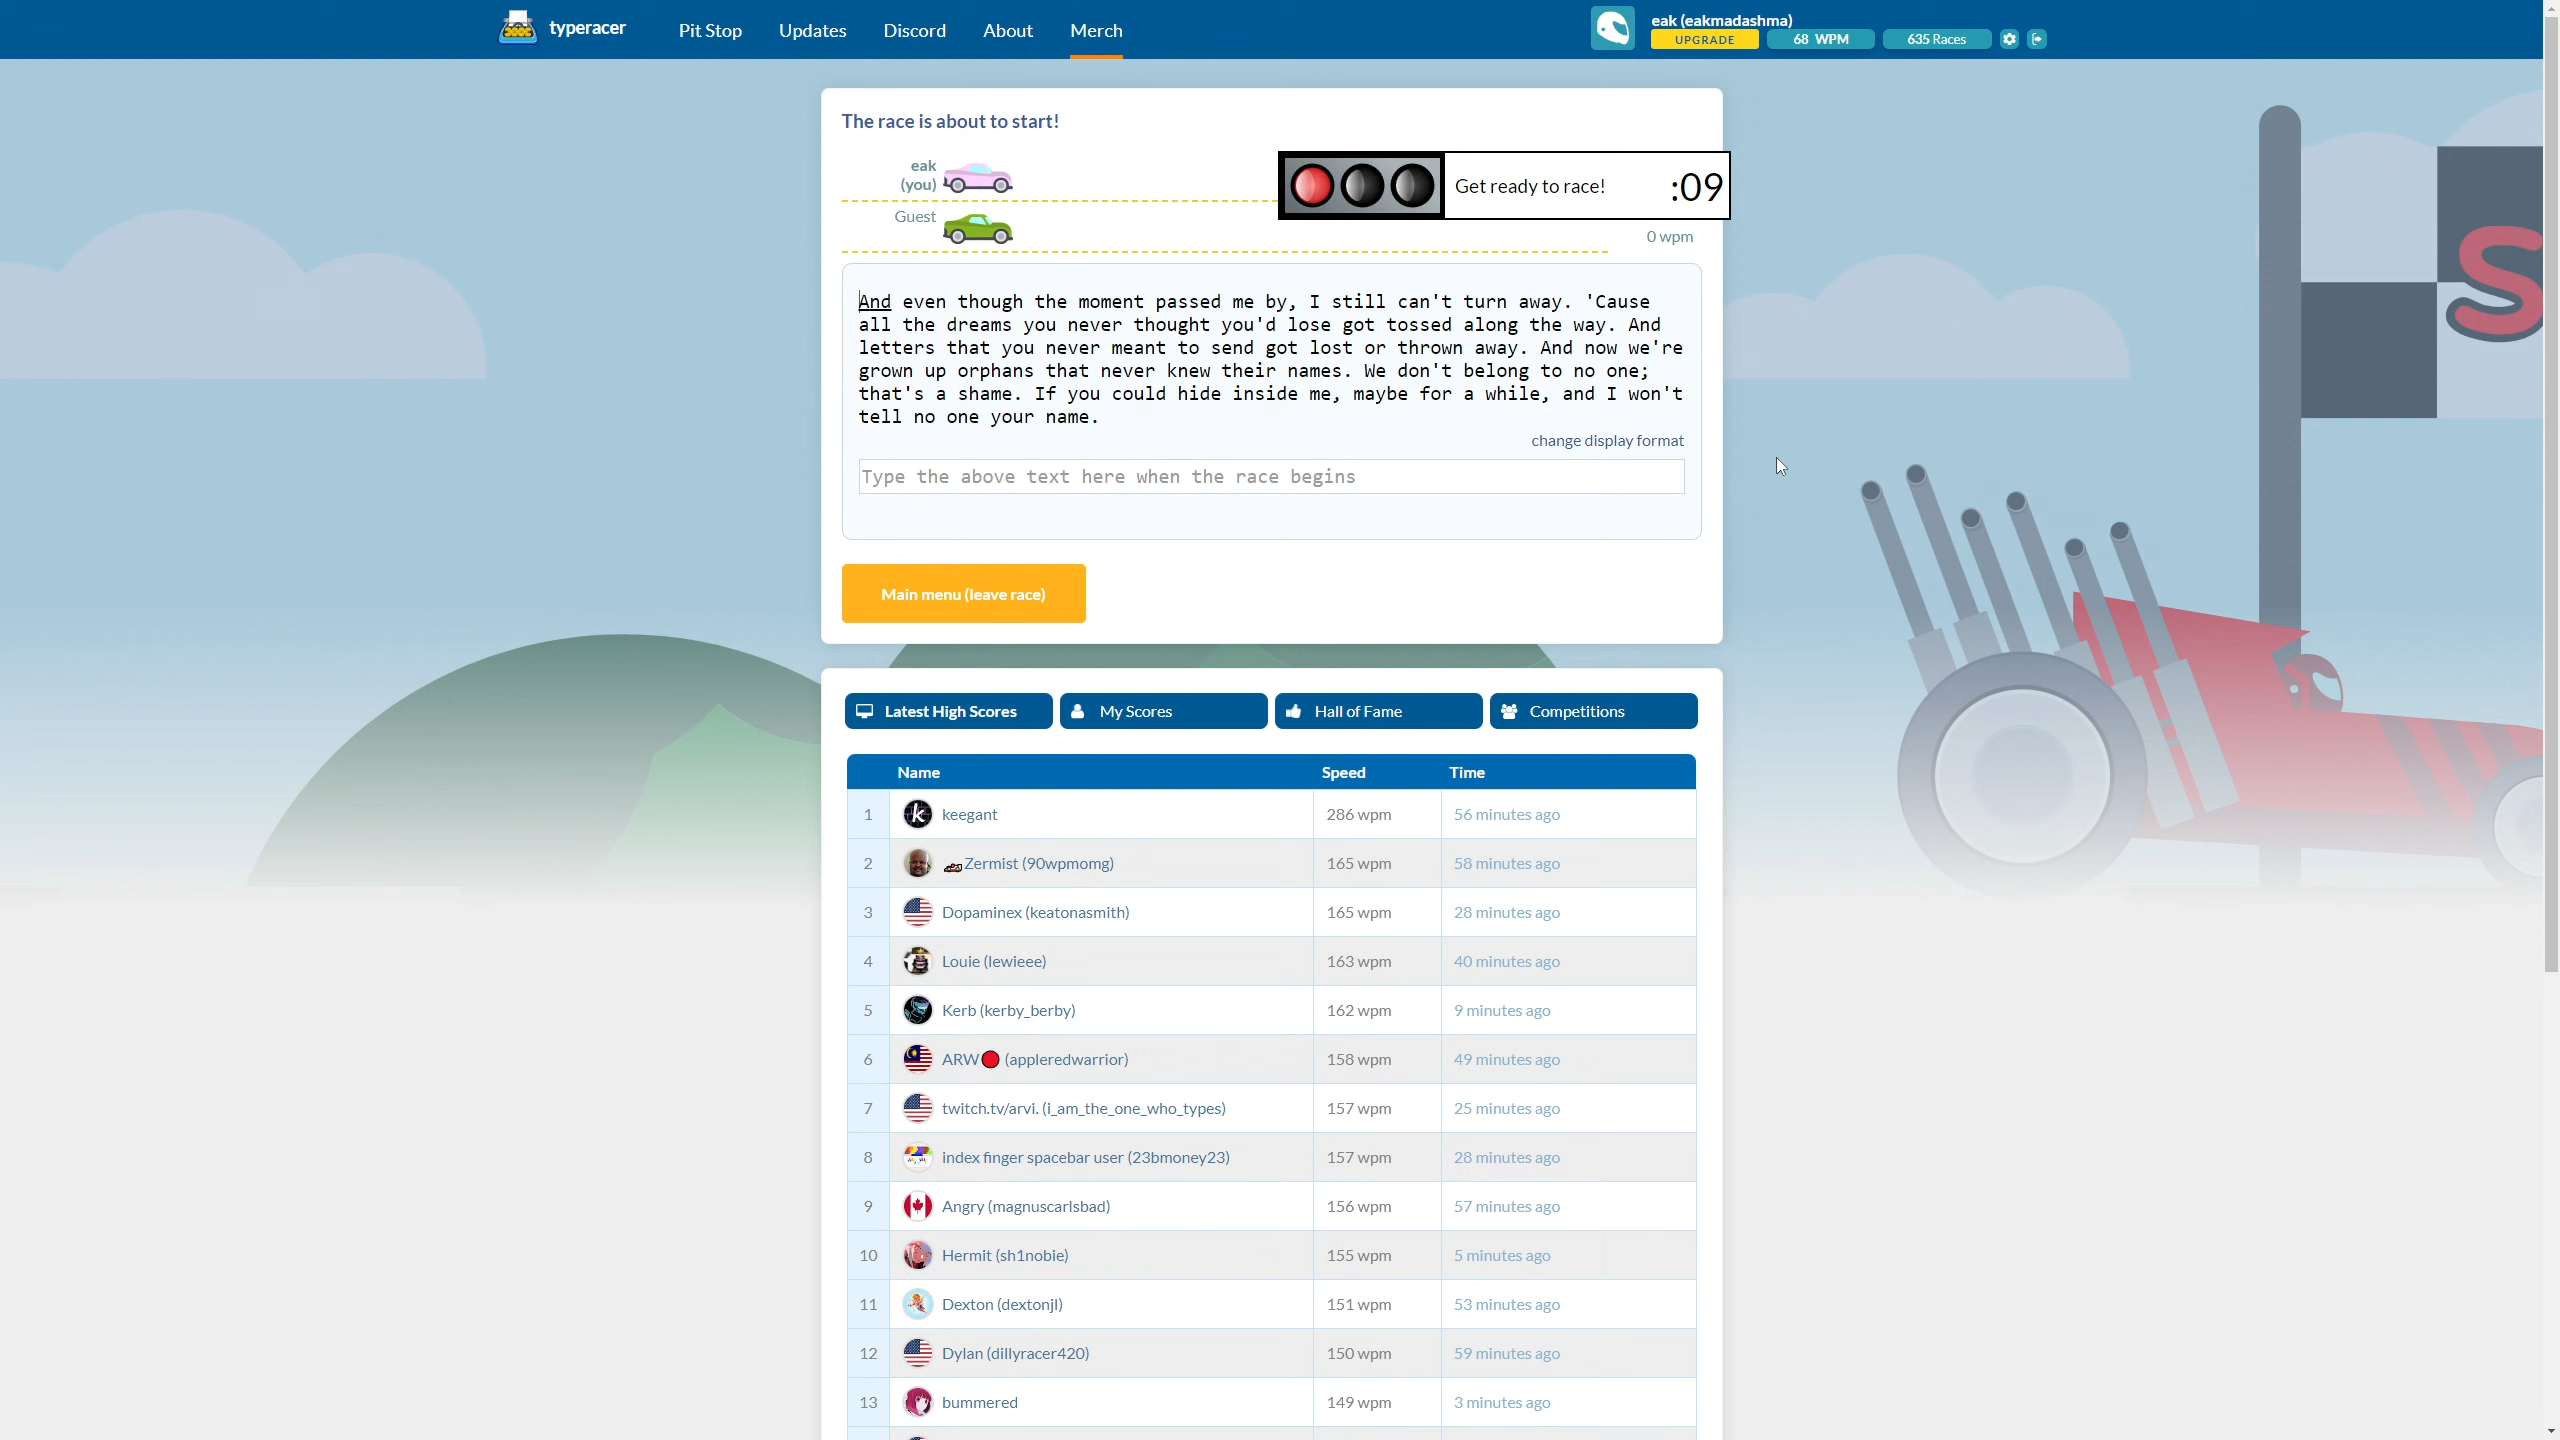 typeracer
Pit Stop
Updates
Discord
About
Merch
eak (eakmadashma)
UPGRADE
68 WPM
635 Races
The race is about to start!
eak
(you)
Get ready to race!
:09
Guest
0 wpm
And even though the moment passed me by, I still can't turn away. 'Cause
all the dreams you never thought you'd lose got tossed along the way. And
letters that you never meant to send got lost or thrown away. And now we're
grown up orphans that never knew their names. We don't belong to no one;
that's a shame. If you could hide inside me, maybe for a while, and I won't
tell no one your name.
change display format
Type the above text here when the race begins
Main menu (leave race)
S
Latest High Scores
My Scores
Hall of Fame
Competitions
Name Speed Time
1 k keegant 286 wpm 56 minutes ago
2 Zermist (90wpmomg) 165 wpm 58 minutes ago
3 Dopaminex (keatonasmith) 165 wpm 28 minutes ago
4 Louie (lewieee) 163 wpm 40 minutes ago
5 Kerb (kerby_berby) 162 wpm 9 minutes ago
6 ARW🔴 (appleredwarrior) 158 wpm 49 minutes ago
7 twitch.tv/arvi. (i_am_the_one_who_types) 157 wpm 25 minutes ago
8 index finger spacebar user (23bmoney23) 157 wpm 28 minutes ago
9 Angry (magnuscarlsbad) 156 wpm 57 minutes ago
10 Hermit (sh1nobie) 155 wpm 5 minutes ago
11 Dexton (dextonjl) 151 wpm 53 minutes ago
12 Dylan (dillyracer420) 150 wpm 59 minutes ago
13 bummered 149 wpm 3 minutes ago